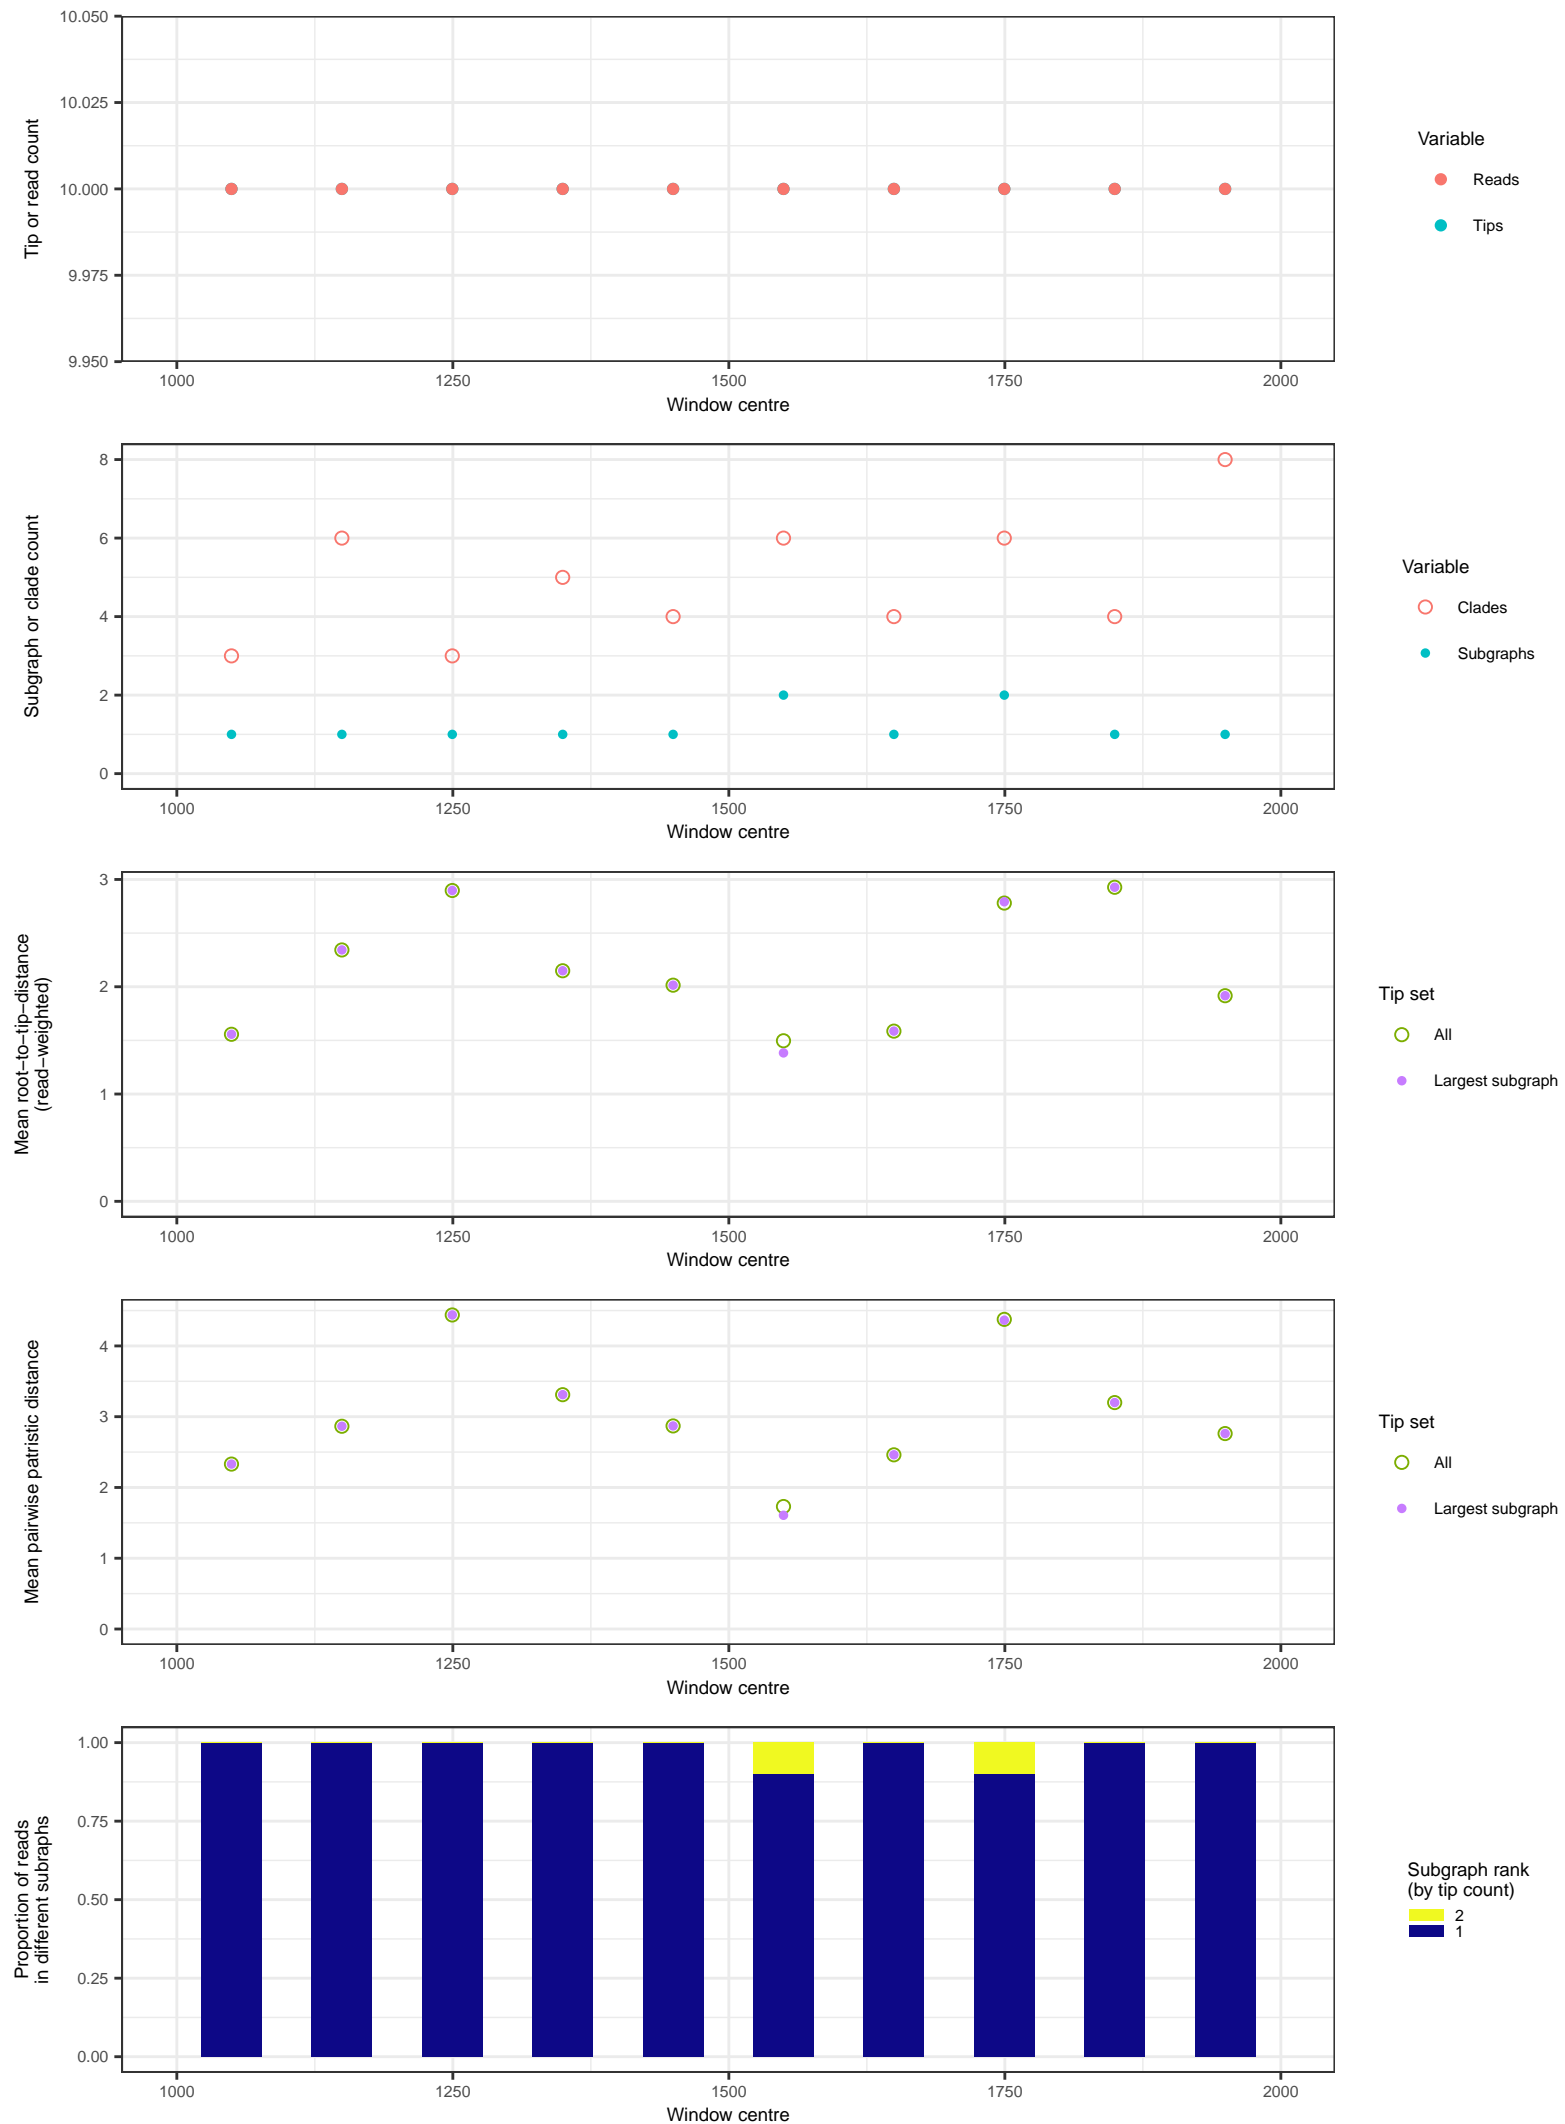 10.050
10.025
10.000
9.975
9.950
Tip or read count
1000 1250 1500 1750 2000
Window centre
Variable
Reads
Tips
8
6
4
2
0
Subgraph or clade count
1000 1250 1500 1750 2000
Window centre
Variable
Clades
Subgraphs
3
2
1
0
Mean root−to−tip−distance
(read−weighted)
1000 1250 1500 1750 2000
Window centre
Tip set
All
Largest subgraph
4
3
2
1
0
Mean pairwise patristic distance
1000 1250 1500 1750 2000
Window centre
Tip set
All
Largest subgraph
1.00
0.75
0.50
0.25
0.00
Proportion of reads
in different subraphs
1000 1250 1500 1750 2000
Window centre
Subgraph rank
(by tip count)
2
1